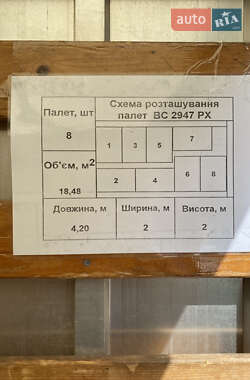 auto RIA
Палет, шт
Схема розташування
палет ВС 2947 РХ
8
1 3 5 7
2 4 6 8
Об'єм, м2
18,48
Довжина, м Ширина, м Висота, м
4,20 2 2